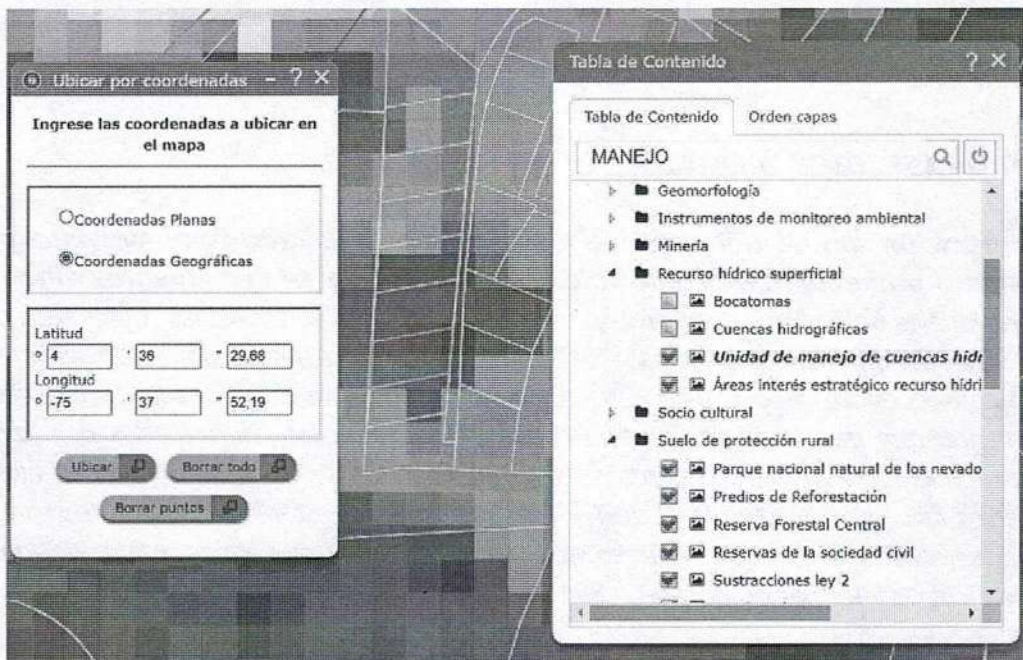 Ubicar por coordenadas – ? ×
Ingrese las coordenadas a ubicar en
el mapa
Coordenadas Planas
Coordenadas Geográficas
Latitud
° 4 ' 36 " 29,68
Longitud
° -75 ' 37 " 52,19
Ubicar
Borrar todo
Borrar puntos
Tabla de Contenido ? ×
Tabla de Contenido
Orden capas
MANEJO
Geomorfología
Instrumentos de monitoreo ambiental
Minería
Recurso hídrico superficial
Bocatomas
Cuencas hidrográficas
Unidad de manejo de cuencas hidr
Áreas interés estratégico recurso hídri
Socio cultural
Suelo de protección rural
Parque nacional natural de los nevado
Predios de Reforestación
Reserva Forestal Central
Reservas de la sociedad civil
Sustracciones ley 2